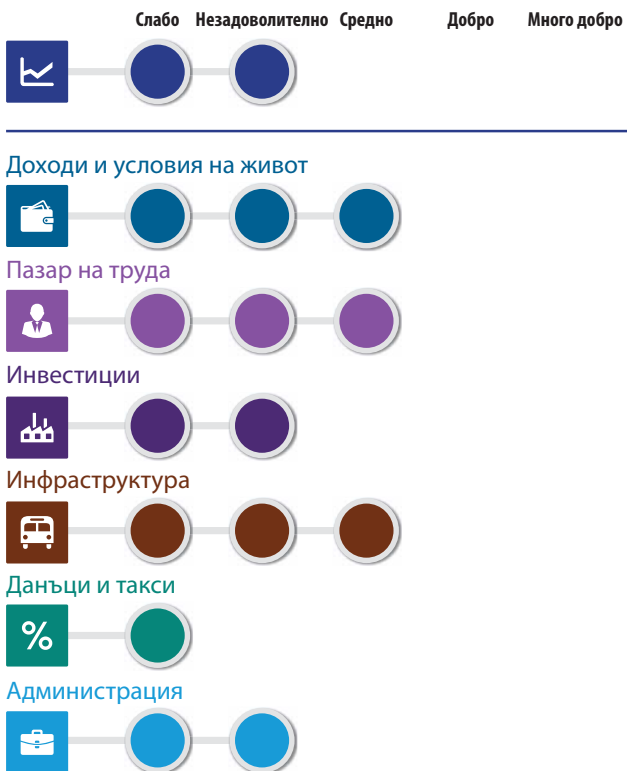 Слабо Незадоволително Средно Добро Много добро
Доходи и условия на живот
Пазар на труда
Инвестиции
Инфраструктура
Данъци и такси
%
Администрация